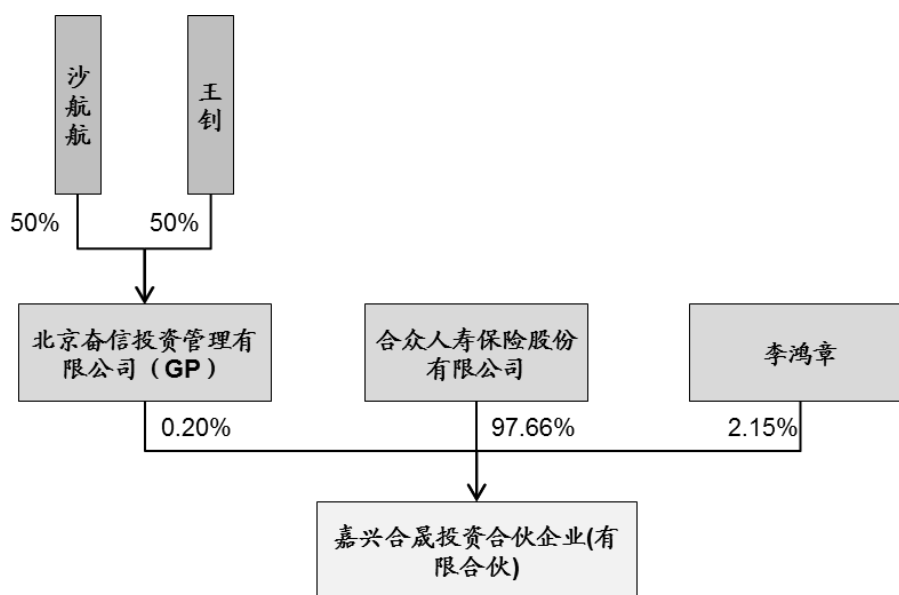 沙航航
王钊
50%
50%
北京奋信投资管理有
限公司（GP）
合众人寿保险股份
有限公司
李鸿章
0.20%
97.66%
2.15%
嘉兴合晟投资合伙企业(有
限合伙)